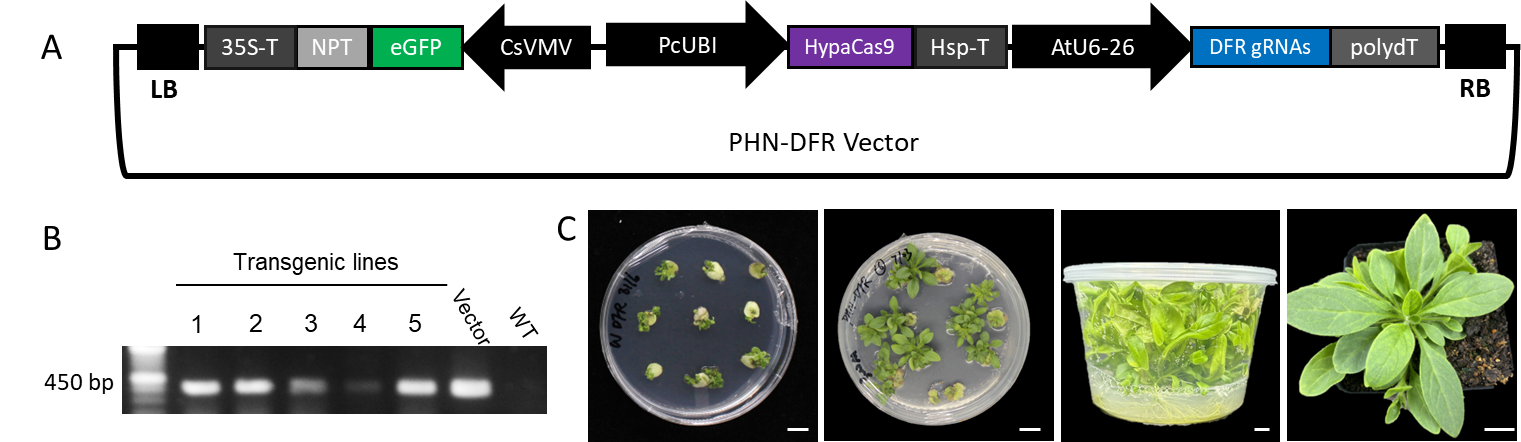 A
35S-T NPT eGFP CsVMV PcUBI HypaCas9 Hsp-T AtU6-26 DFR gRNAs polydT
LB RB
PHN-DFR Vector
B
Transgenic lines
1 2 3 4 5 Vector WT
450 bp
C